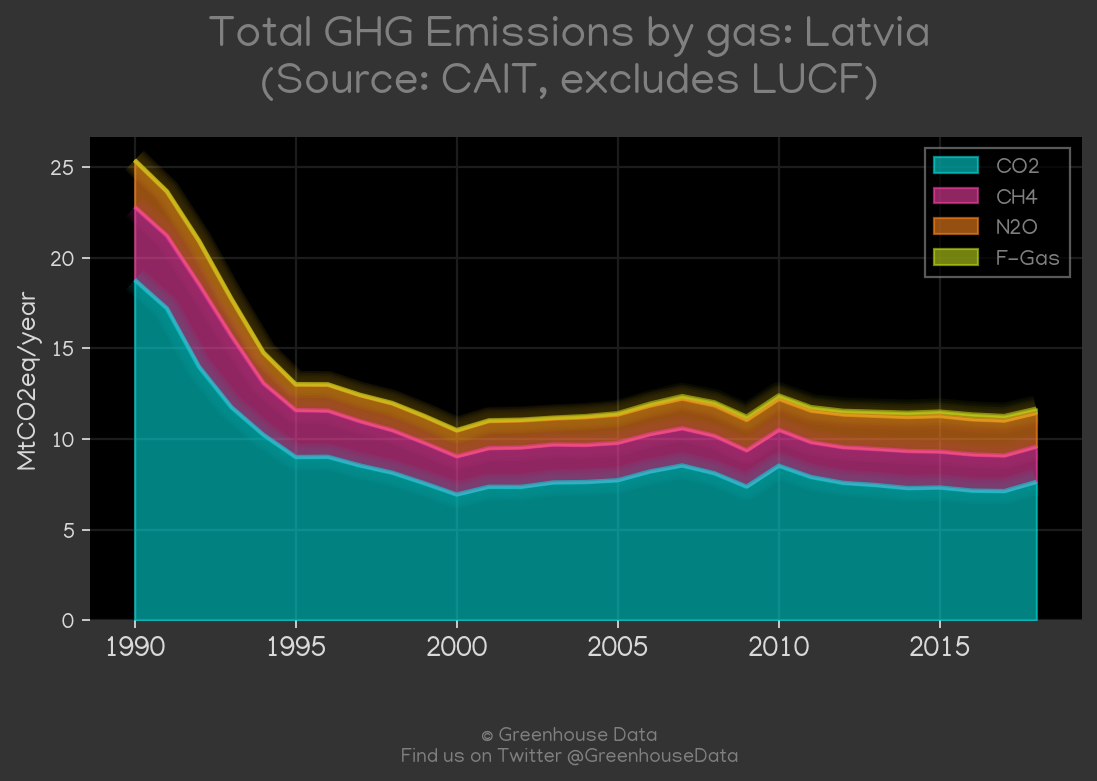 Total GHG Emissions by gas: Latvia
(Source: CAIT, excludes LUCF)
MtCO2eq/year
25
20
15
10
5
0
CO2
CH4
N2O
F-Gas
1990 1995 2000 2005 2010 2015
© Greenhouse Data
Find us on Twitter @GreenhouseData